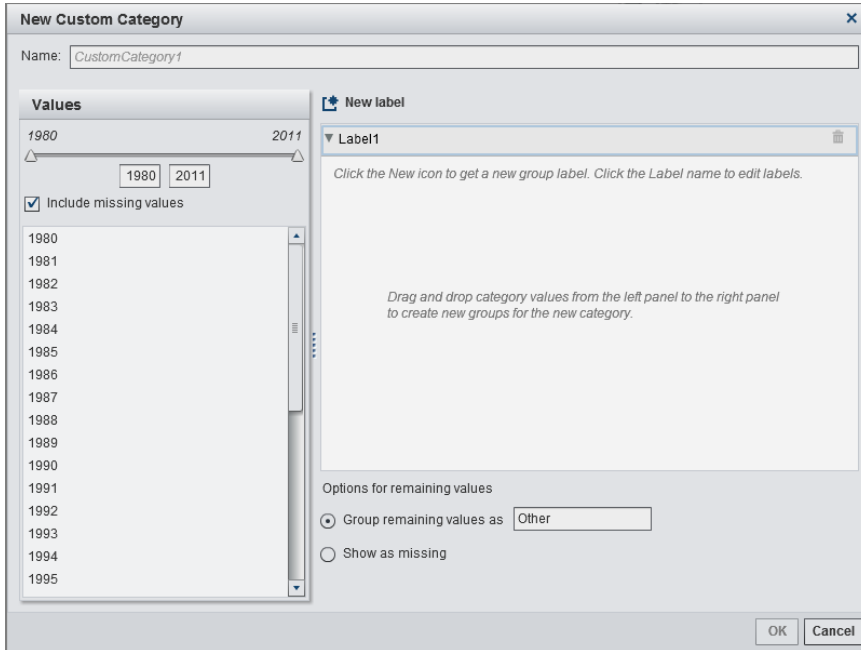 New Custom Category
Name: CustomCategory1
Values
1980 2011
1980 2011
Include missing values
1980
1981
1982
1983
1984
1985
1986
1987
1988
1989
1990
1991
1992
1993
1994
1995
New label
Label1
Click the New icon to get a new group label. Click the Label name to edit labels.
Drag and drop category values from the left panel to the right panel
to create new groups for the new category.
Options for remaining values
Group remaining values as Other
Show as missing
OK Cancel